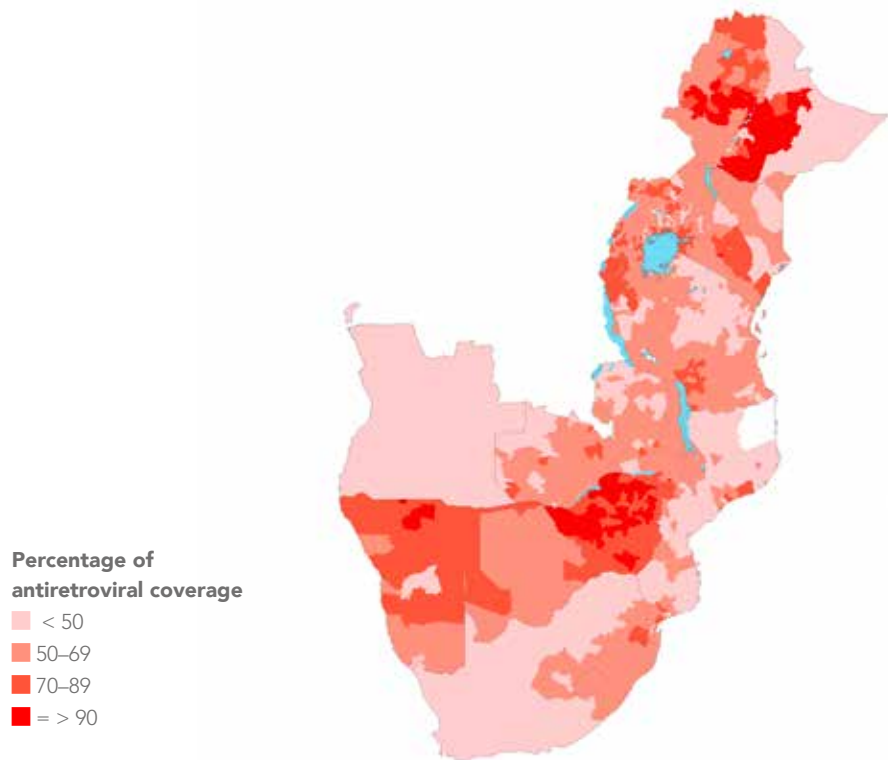 Percentage of
antiretroviral coverage
< 50
50–69
70–89
= > 90